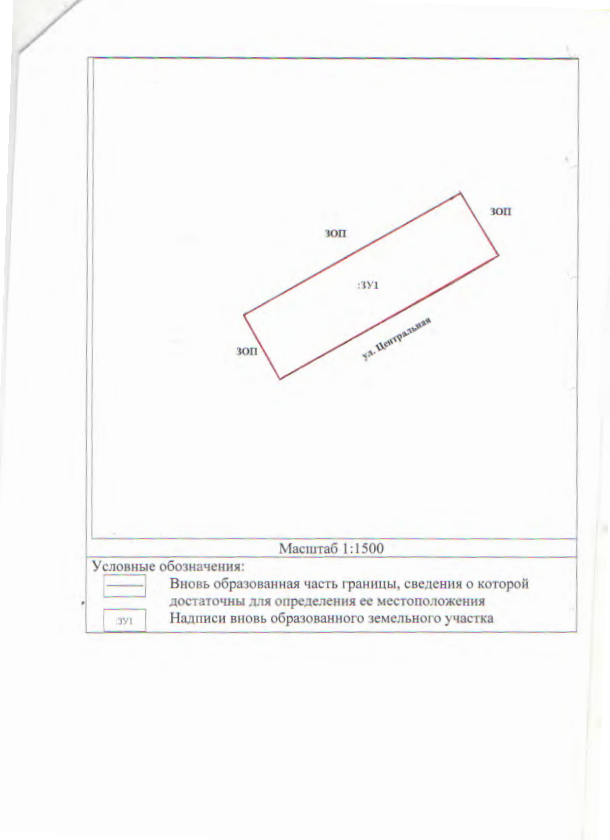 ЗОП
ЗОП
:ЗУ1
ул. Центральная
ЗОП
Масштаб 1:1500
Условные обозначения:
Вновь образованная часть границы, сведения о которой
достаточны для определения ее местоположения
:ЗУ1 Надписи вновь образованного земельного участка